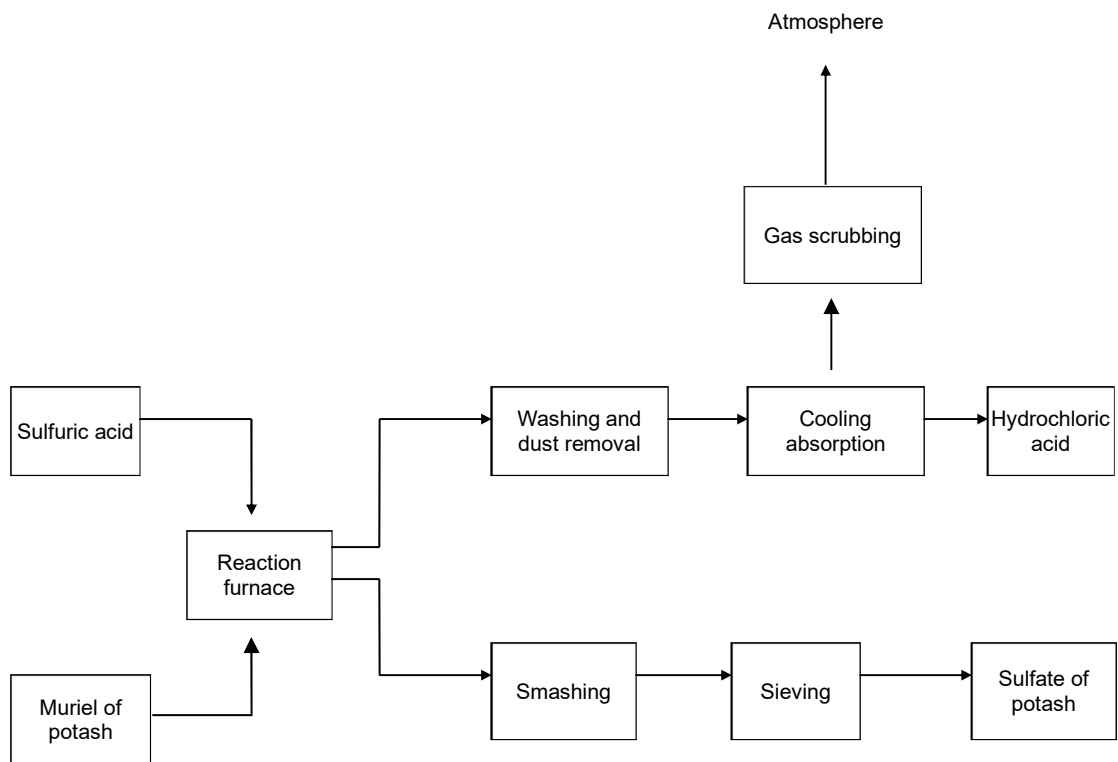 Atmosphere
Gas scrubbing
Sulfuric acid
Washing and
dust removal
Cooling
absorption
Hydrochloric
acid
Reaction
furnace
Muriel of
potash
Smashing
Sieving
Sulfate of
potash